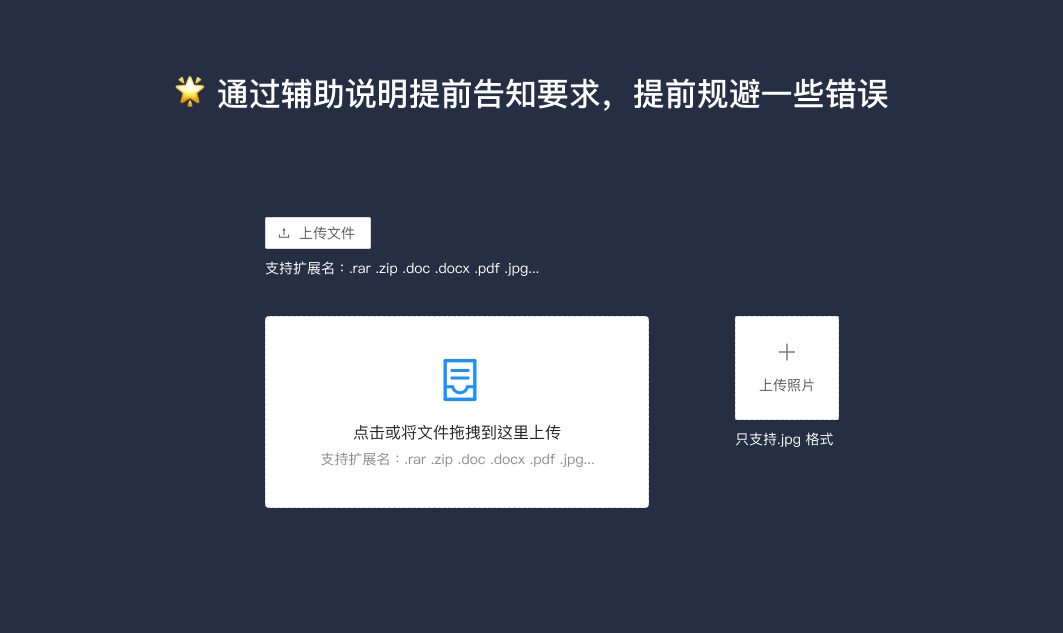 🌟 通过辅助说明提前告知要求，提前规避一些错误
上传文件
支持扩展名：.rar .zip .doc .docx .pdf .jpg...
点击或将文件拖拽到这里上传
支持扩展名：.rar .zip .doc .docx .pdf .jpg...
上传照片
只支持.jpg 格式